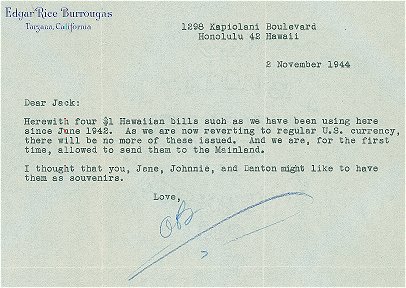 Edgar Rice Burroughs
Tarzana, California
1298 Kapiolani Boulevard
Honolulu 42 Hawaii
2 November 1944
Dear Jack:
Herewith four $1 Hawaiian bills such as we have been using here
since June 1942.  As we are now reverting to regular U.S. currency,
there will be no more of these issued.  And we are, for the first
time, allowed to send them to the Mainland.
I thought that you, Jane, Johnnie, and Danton might like to have
them as souvenirs.
Love,
OB